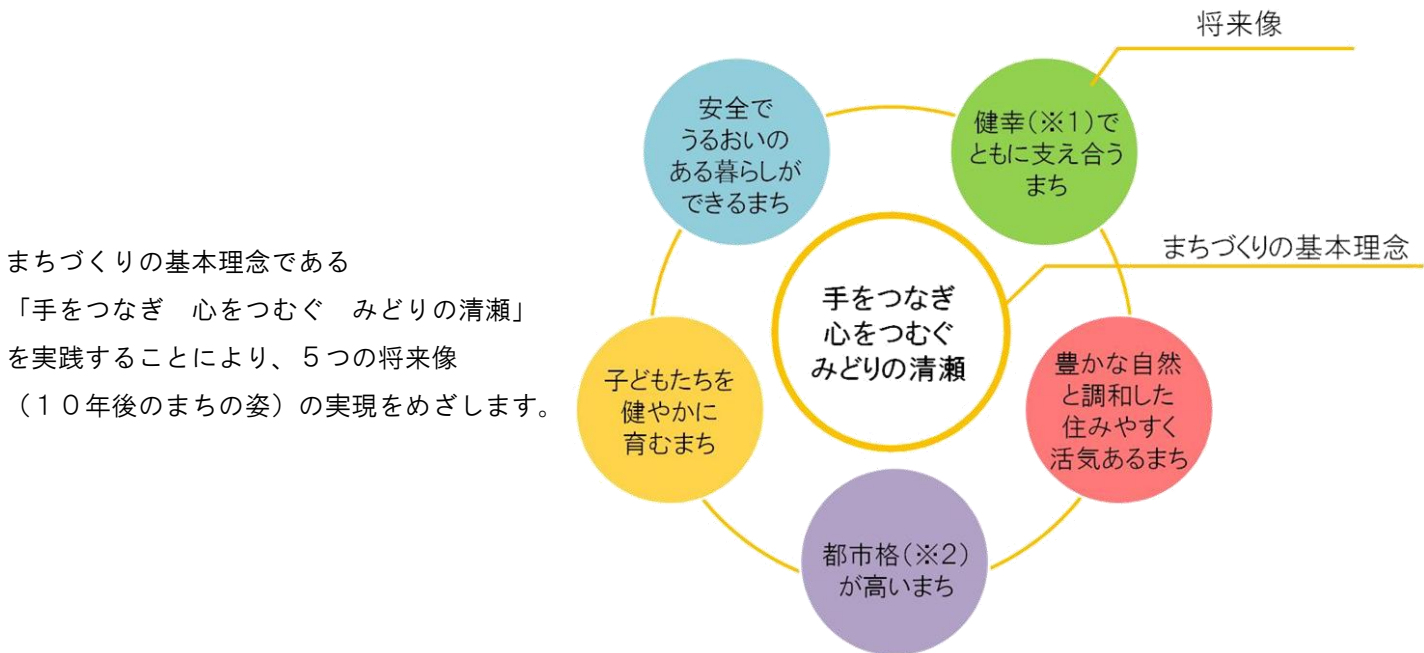 まちづくりの基本理念である
「手をつなぎ　心をつむぐ　みどりの清瀬」
を実践することにより、５つの将来像
（１０年後のまちの姿）の実現をめざします。
将来像
安全で
うるおいの
ある暮らしが
できるまち
健幸(※1)で
ともに支え合う
まち
まちづくりの基本理念
手をつなぎ
心をつむぐ
みどりの清瀬
子どもたちを
健やかに
育むまち
豊かな自然
と調和した
住みやすく
活気あるまち
都市格(※2)
が高いまち